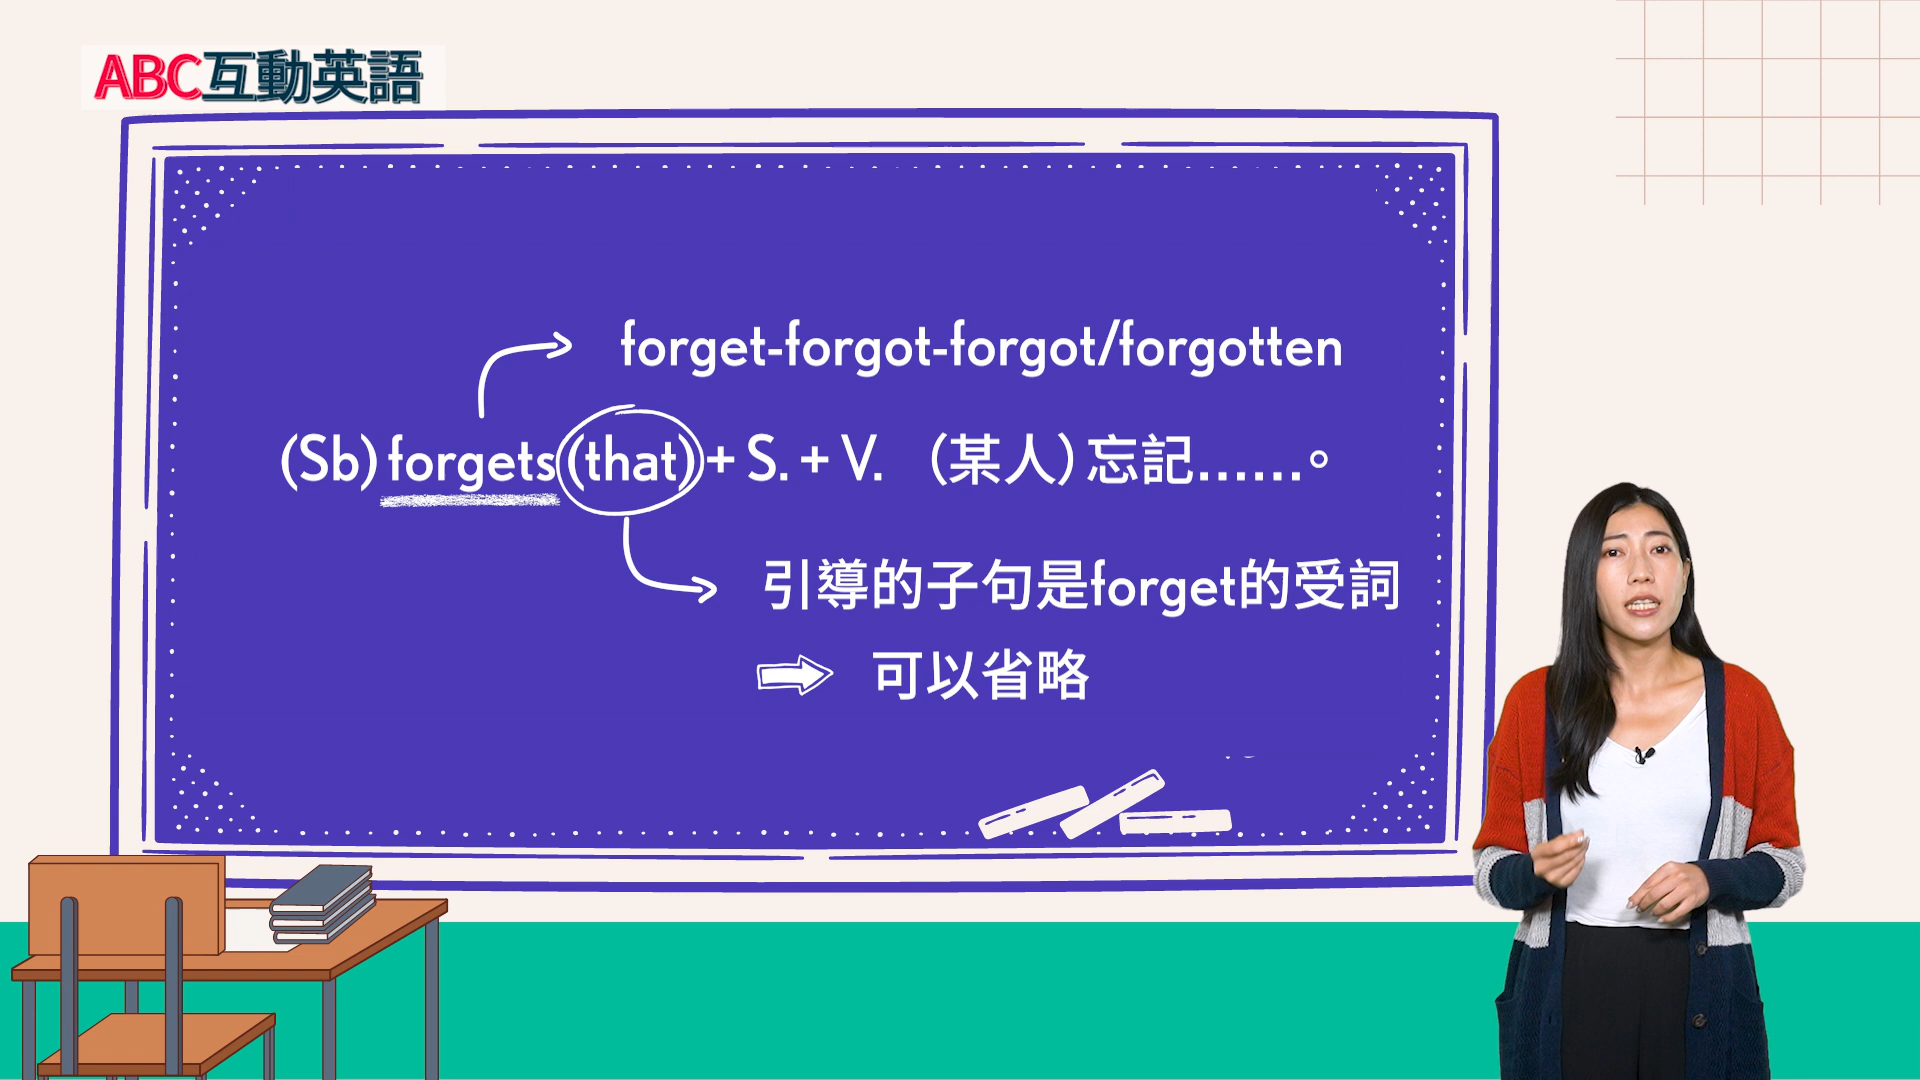 ABC互動英語
forget-forgot-forgot/forgotten
(Sb) forgets (that) + S. + V. （某人）忘記……。
引導的子句是forget的受詞
可以省略